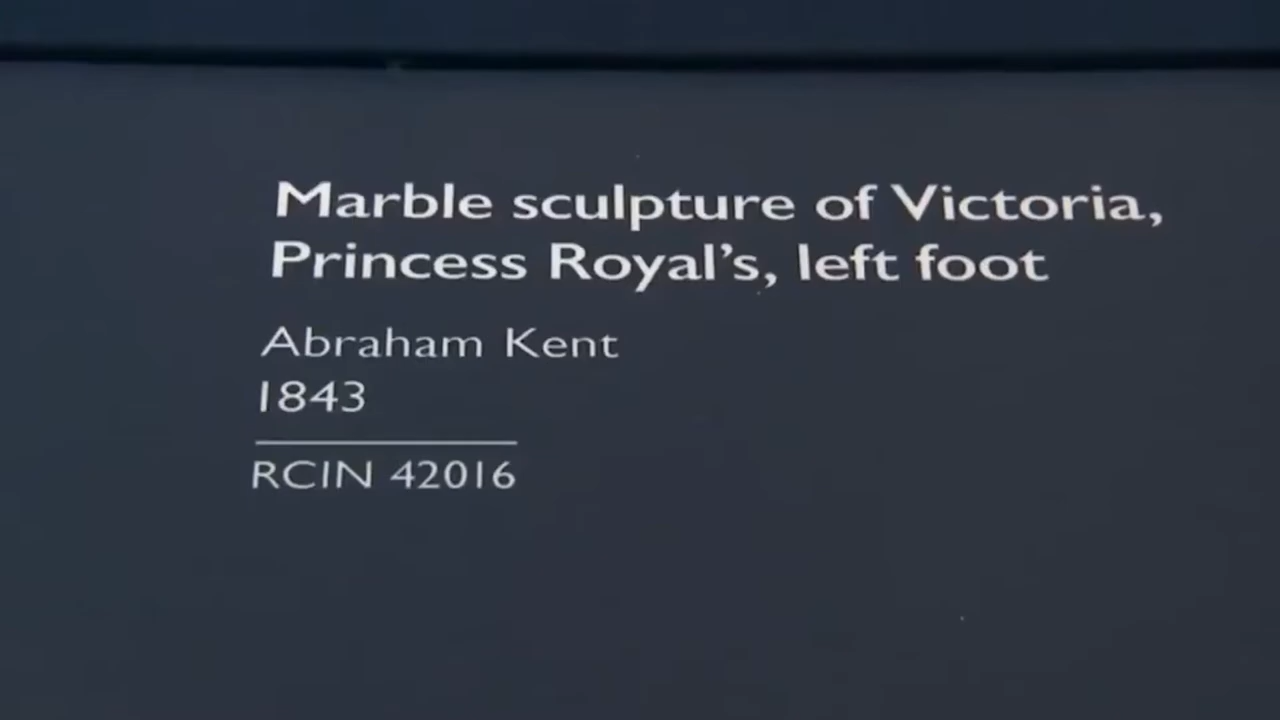 Marble sculpture of Victoria,
Princess Royal’s, left foot
Abraham Kent
1843
RCIN 42016